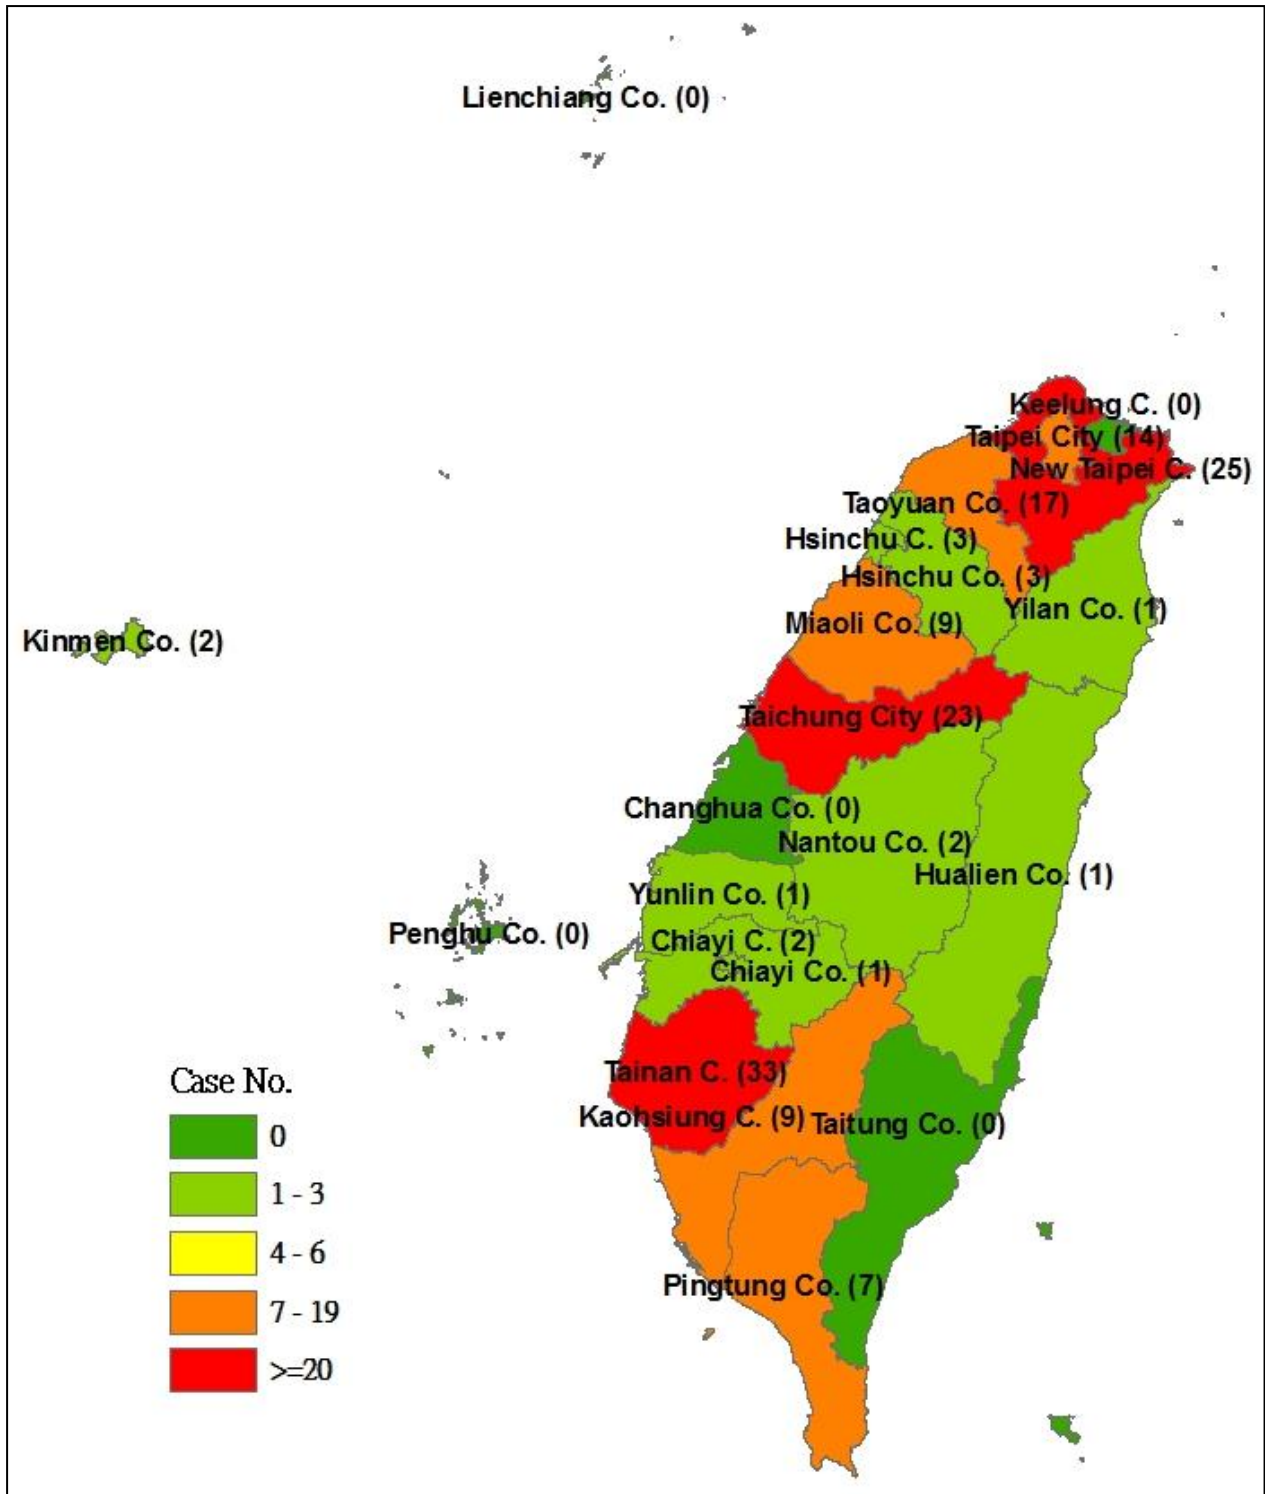 Lienchiang Co. (0)
Keelung C. (0)
Taipei City (14)
New Taipei C. (25)
Taoyuan Co. (17)
Hsinchu C. (3)
Hsinchu Co. (3)
Yilan Co. (1)
Miaoli Co. (9)
Kinmen Co. (2)
Taichung City (23)
Changhua Co. (0)
Nantou Co. (2)
Hualien Co. (1)
Yunlin Co. (1)
Penghu Co. (0)
Chiayi C. (2)
Chiayi Co. (1)
Tainan C. (33)
Kaohsiung C. (9)
Taitung Co. (0)
Pingtung Co. (7)
Case No.
0
1 - 3
4 - 6
7 - 19
>=20